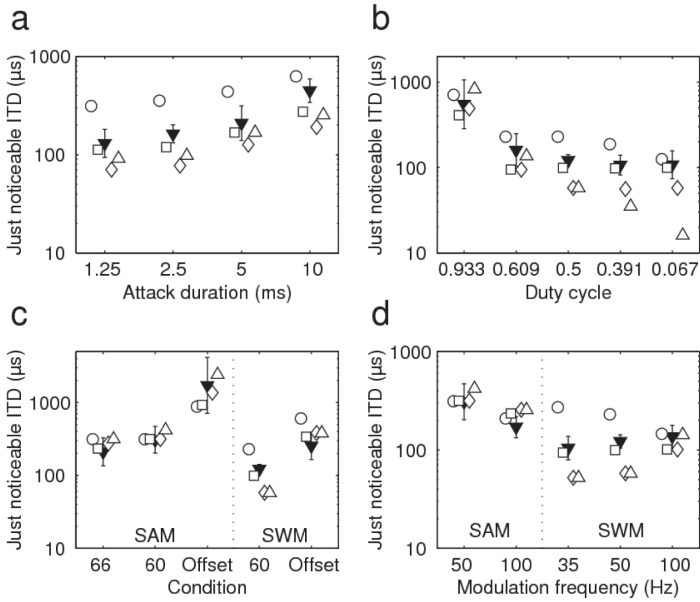 a
Just noticeable ITD (µs)
1000
100
10
1.25 2.5 5 10
Attack duration (ms)
b
Just noticeable ITD (µs)
1000
100
10
0.933 0.609 0.5 0.391 0.067
Duty cycle
c
Just noticeable ITD (µs)
1000
100
10
SAM SWM
66 60 Offset 60 Offset
Condition
d
Just noticeable ITD (µs)
1000
100
10
SAM SWM
50 100 35 50 100
Modulation frequency (Hz)